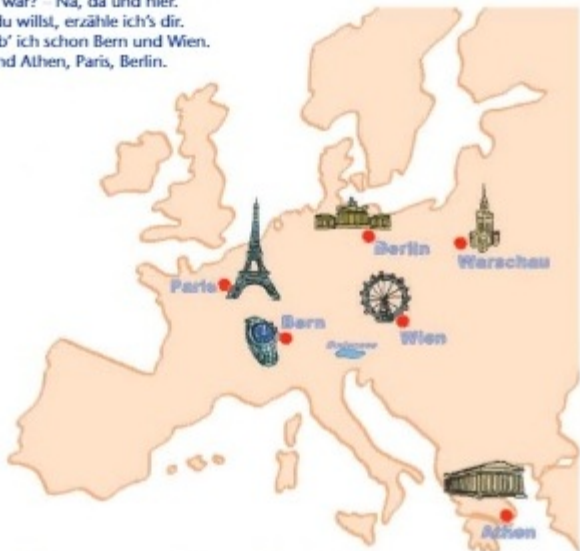 war? – Na, da und hier.
du willst, erzähle ich's dir.
b' ich schon Bern und Wien.
nd Athen, Paris, Berlin.
Berlin
Warschau
Paris
Bern
Wien
Athen